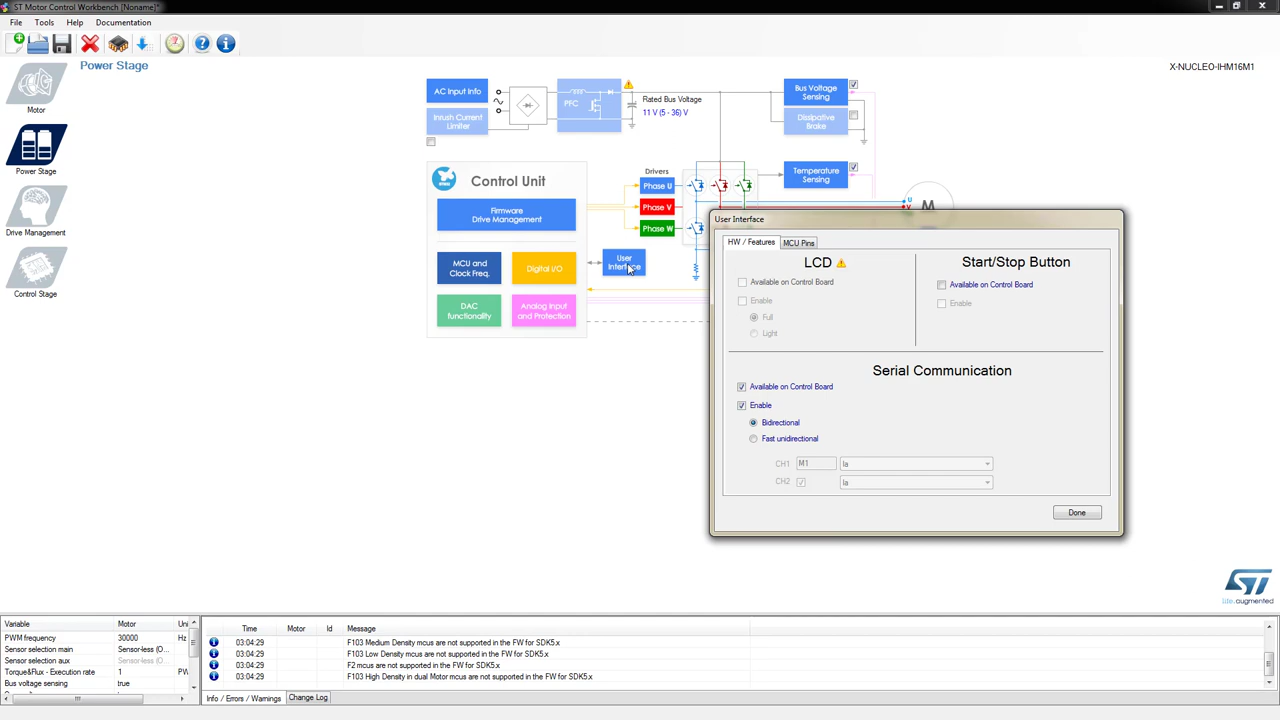 ST Motor Control Workbench [Noname]*
File Tools Help Documentation
Power Stage
X-NUCLEO-IHM16M1
Motor
Power Stage
Drive Management
Control Stage
AC Input Info
PFC
Rated Bus Voltage
11 V (5 - 36) V
Bus Voltage
Sensing
Inrush Current
Limiter
Dissipative
Brake
Control Unit
Firmware
Drive Management
MCU and
Clock Freq.
Digital I/O
DAC
functionality
Analog Input
and Protection
Drivers
Phase U
Phase V
Phase W
User
Interface
Temperature
Sensing
U
V
M
User Interface
HW / Features MCU Pins
LCD
Available on Control Board
Enable
Full
Light
Start/Stop Button
Available on Control Board
Enable
Serial Communication
Available on Control Board
Enable
Bidirectional
Fast unidirectional
CH1 M1 Ia
CH2 Ia
Done
ST
life.augmented
Variable Motor Uni
PWM frequency 30000 Hz
Sensor selection main Sensor-less (O...
Sensor selection aux Sensor-less (O...
Torque&Flux - Execution rate 1 PW
Bus voltage sensing true
Time Motor Id Message
03:04:29 F103 Medium Density mcus are not supported in the FW for SDK5.x
03:04:29 F103 Low Density mcus are not supported in the FW for SDK5.x
03:04:29 F2 mcus are not supported in the FW for SDK5.x
03:04:29 F103 High Density in dual Motor mcus are not supported in the FW for SDK5.x
Info / Errors / Warnings Change Log